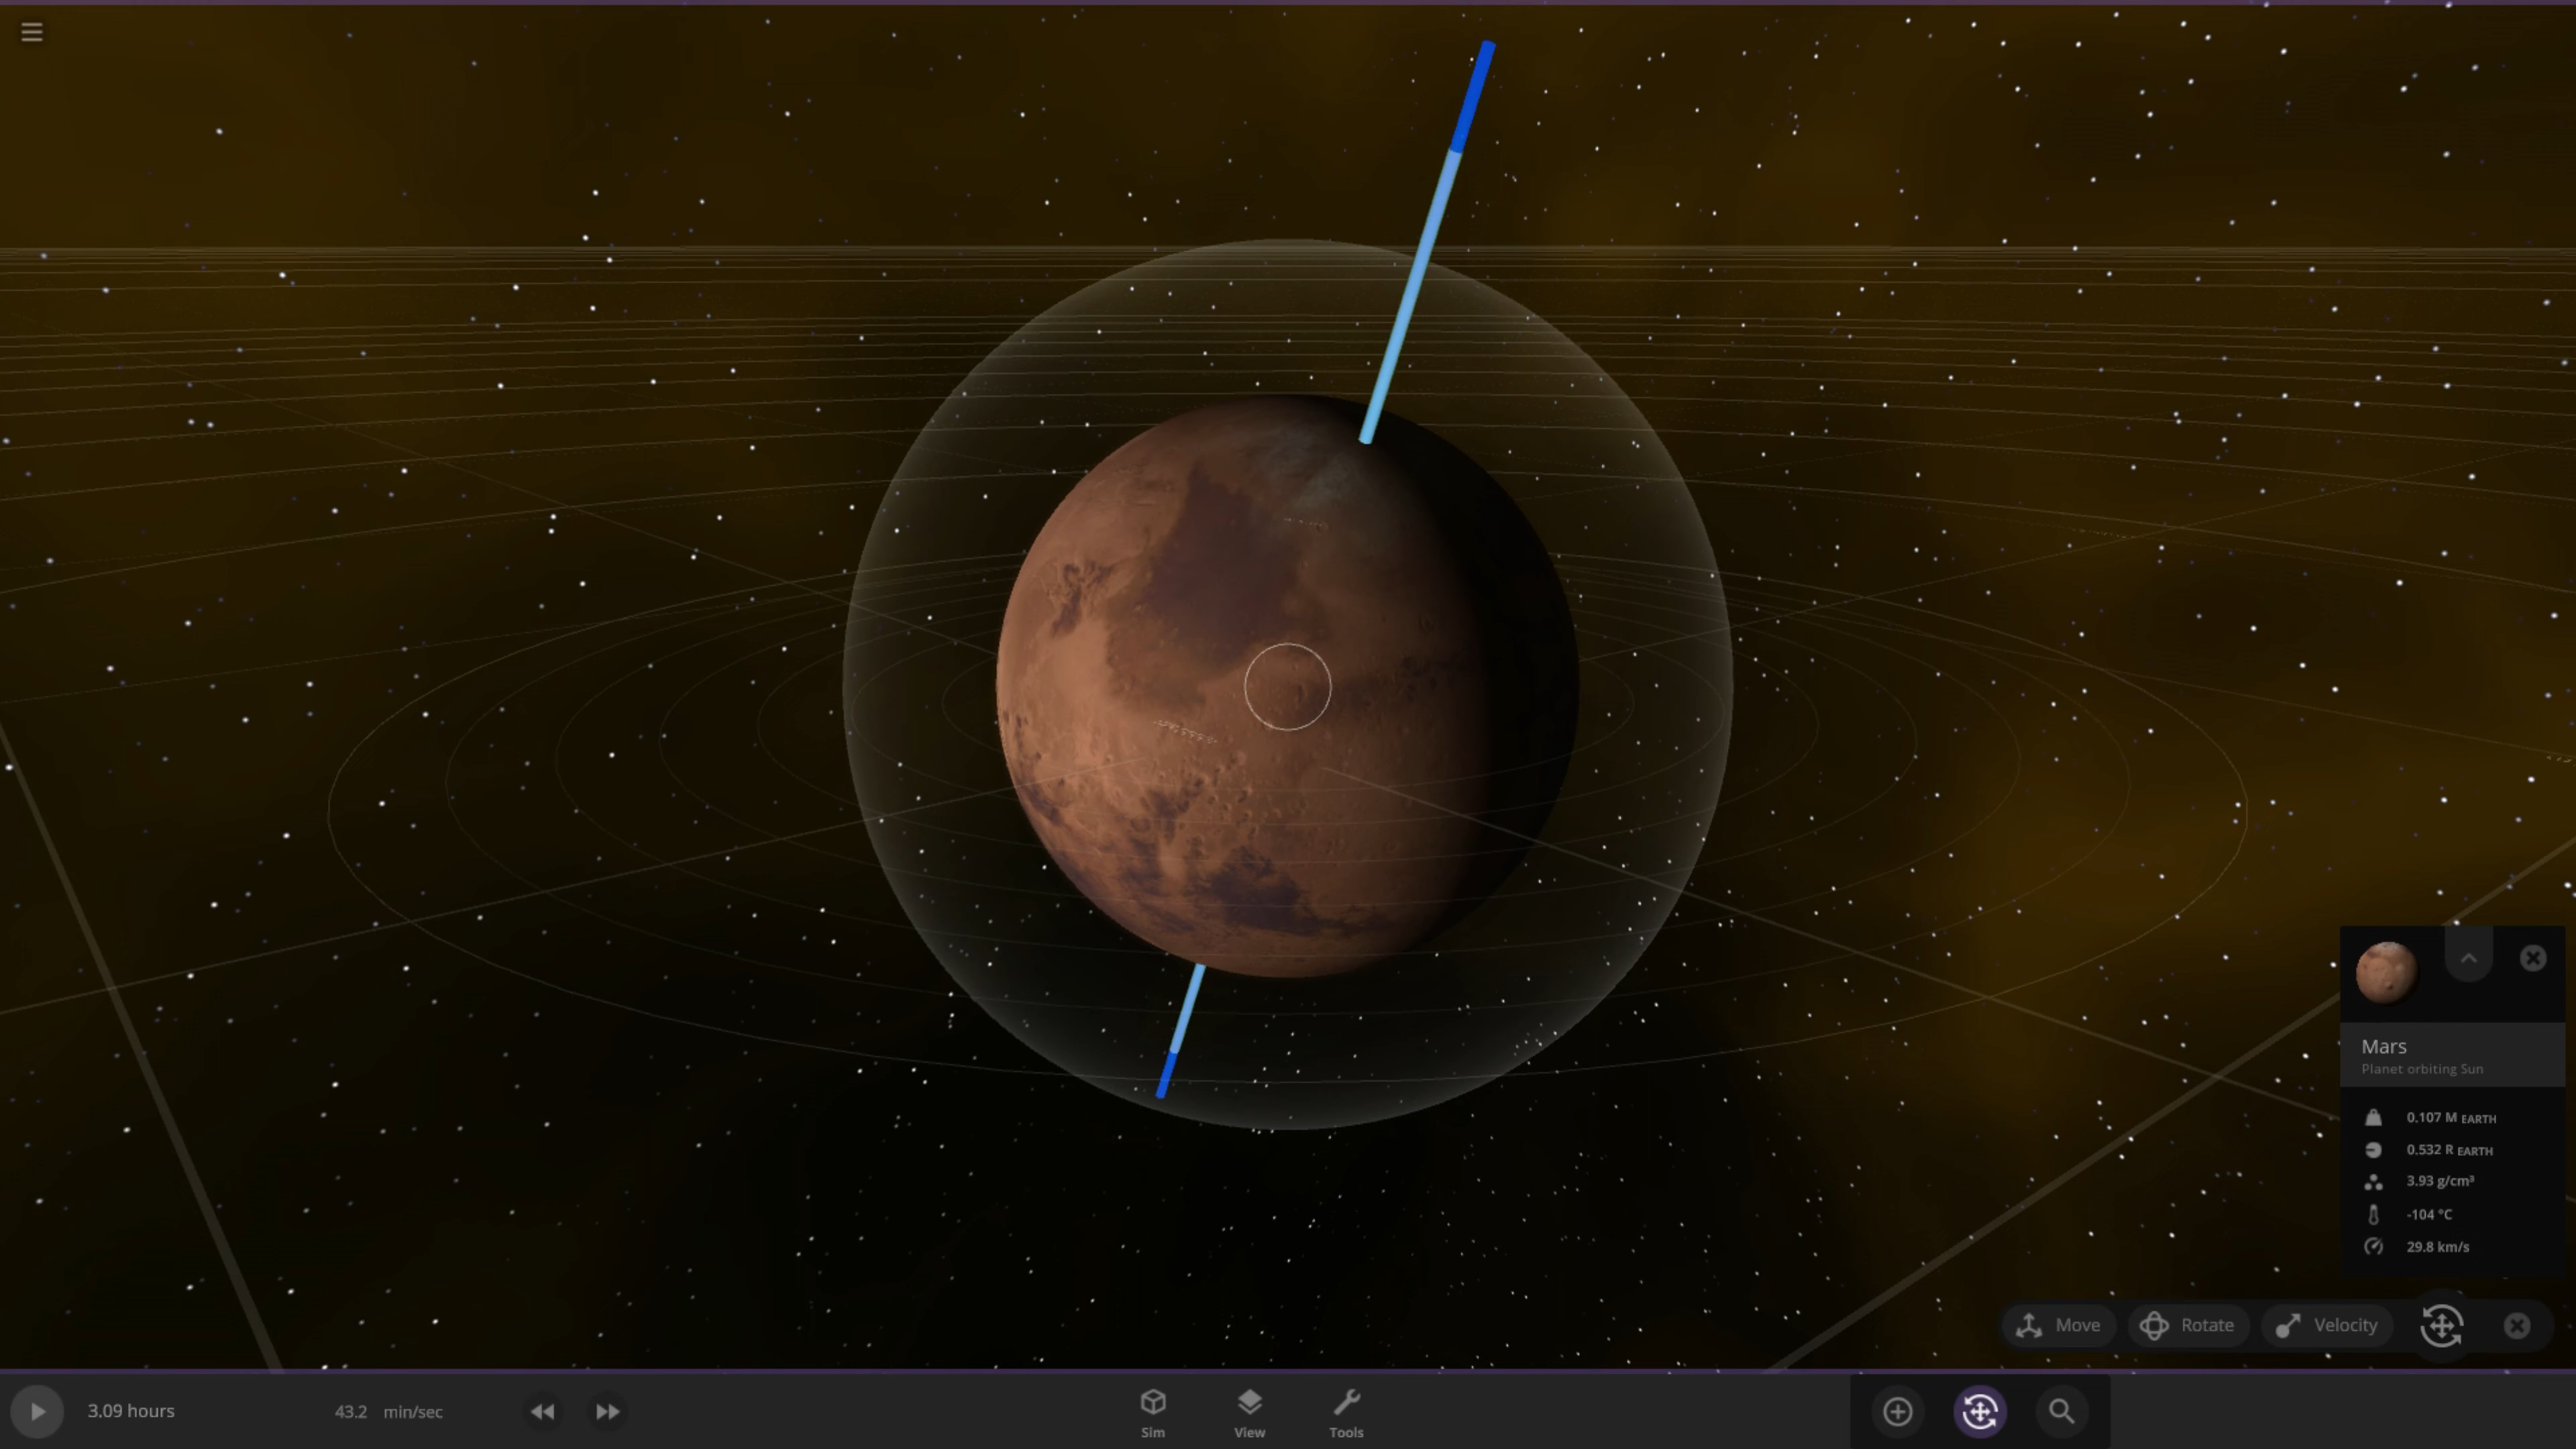 Mars
Planet orbiting Sun
0.107 M EARTH
0.532 R EARTH
3.93 g/cm³
-104 °C
29.8 km/s
Move Rotate Velocity
3.09 hours 43.2 min/sec
Sim View Tools